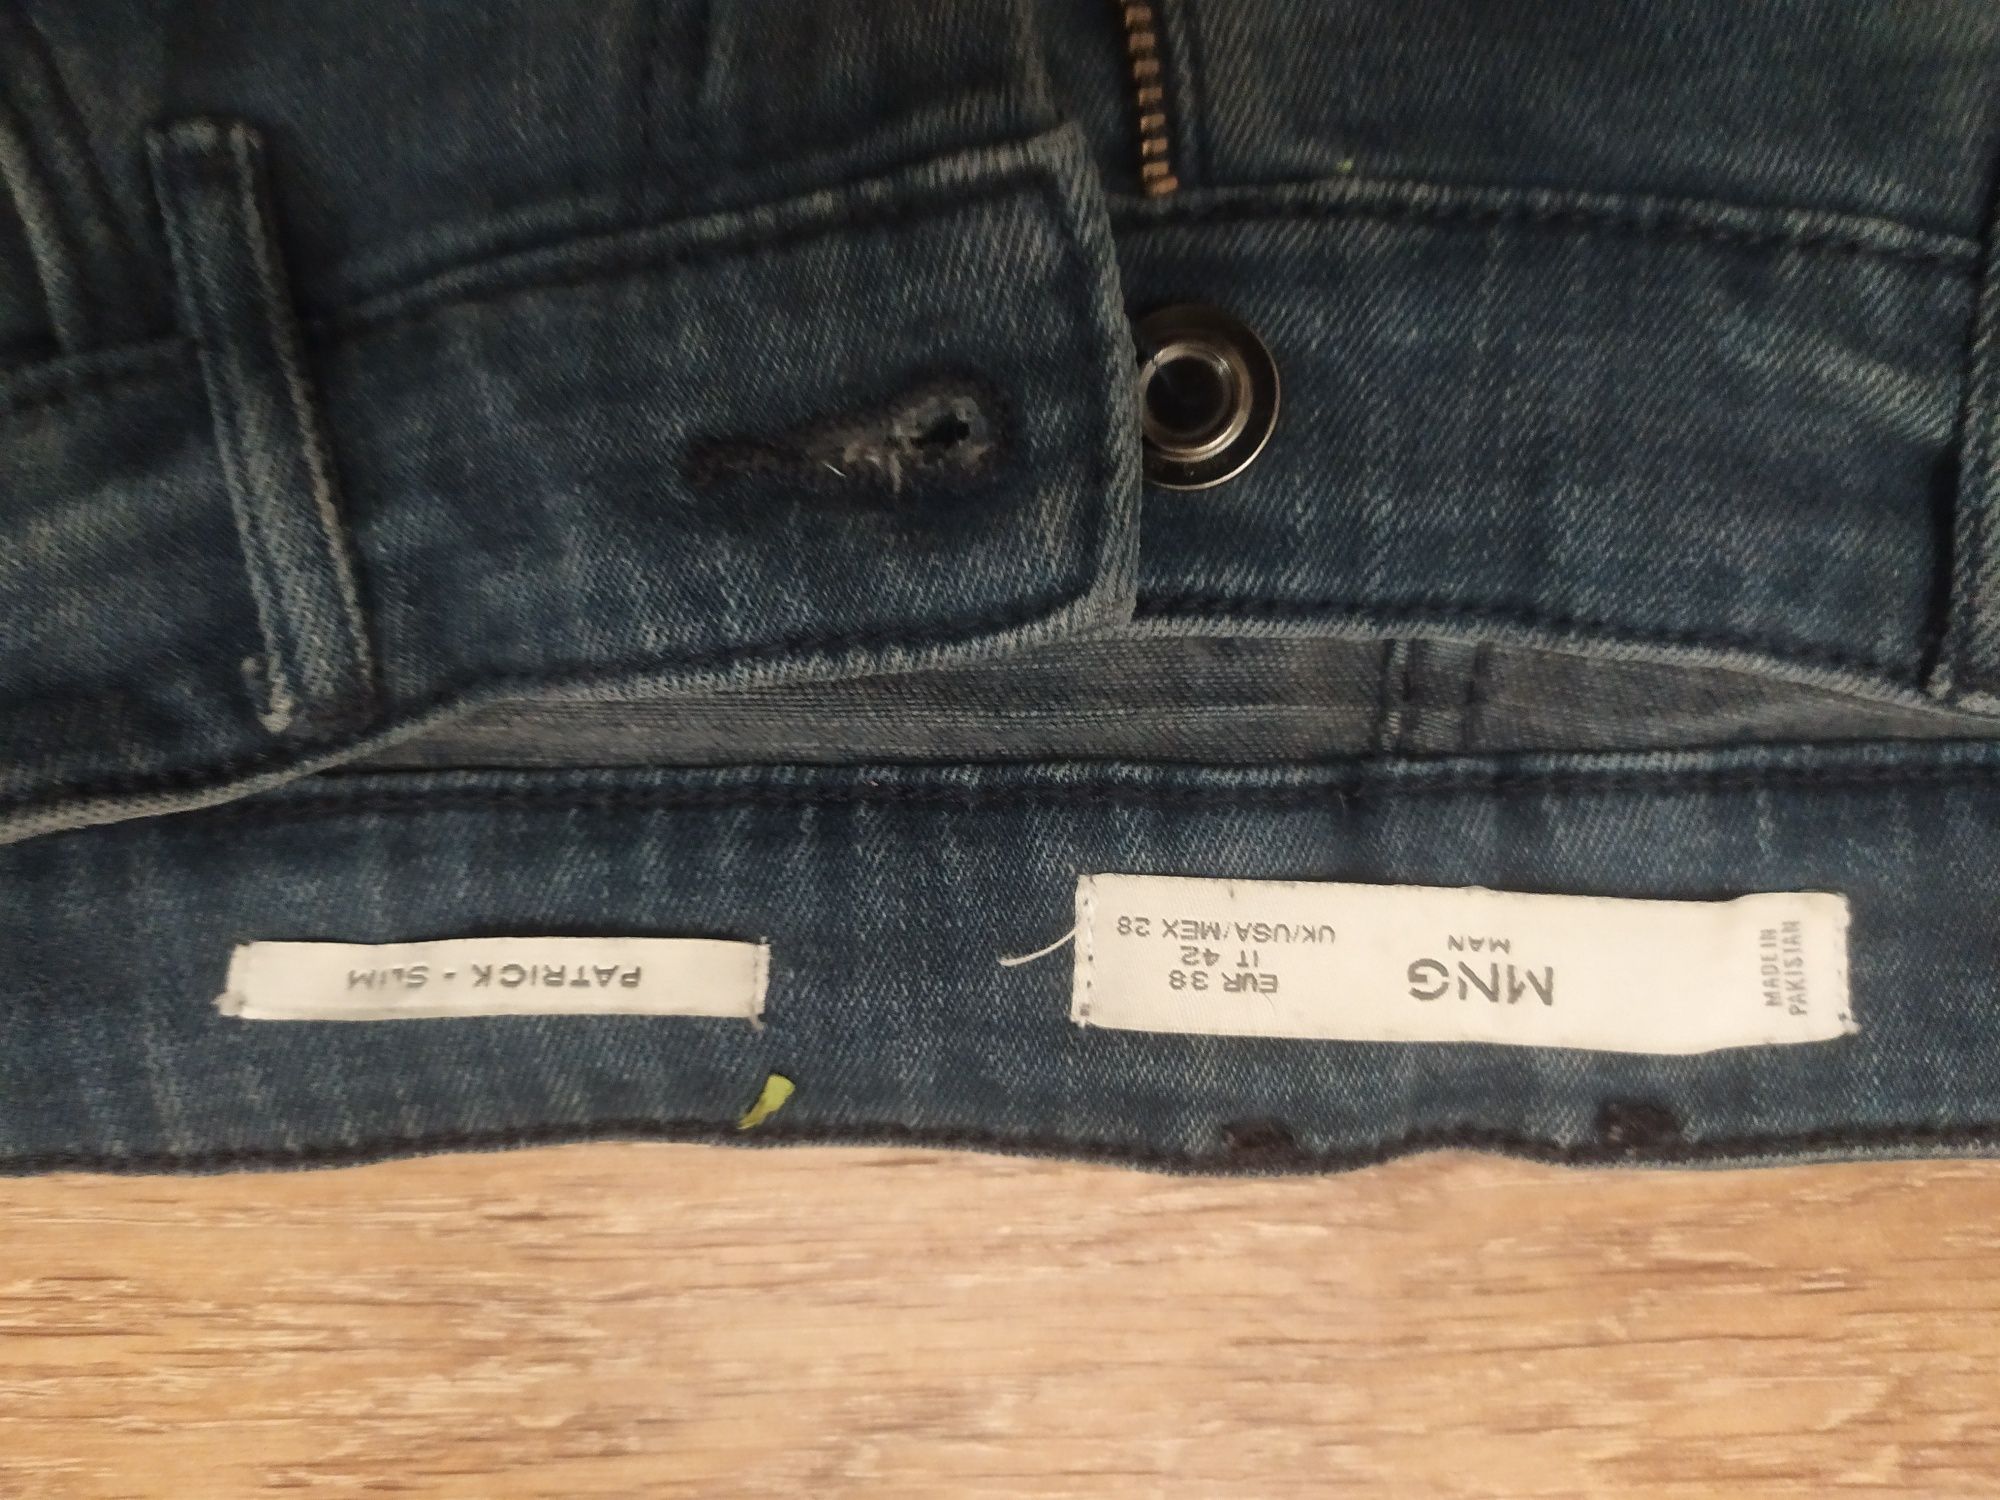 MADE IN
PAKISTAN
MNG
MAN
EUR 38
IT 42
UK/USA/MEX 28
PATRICK - SLIM